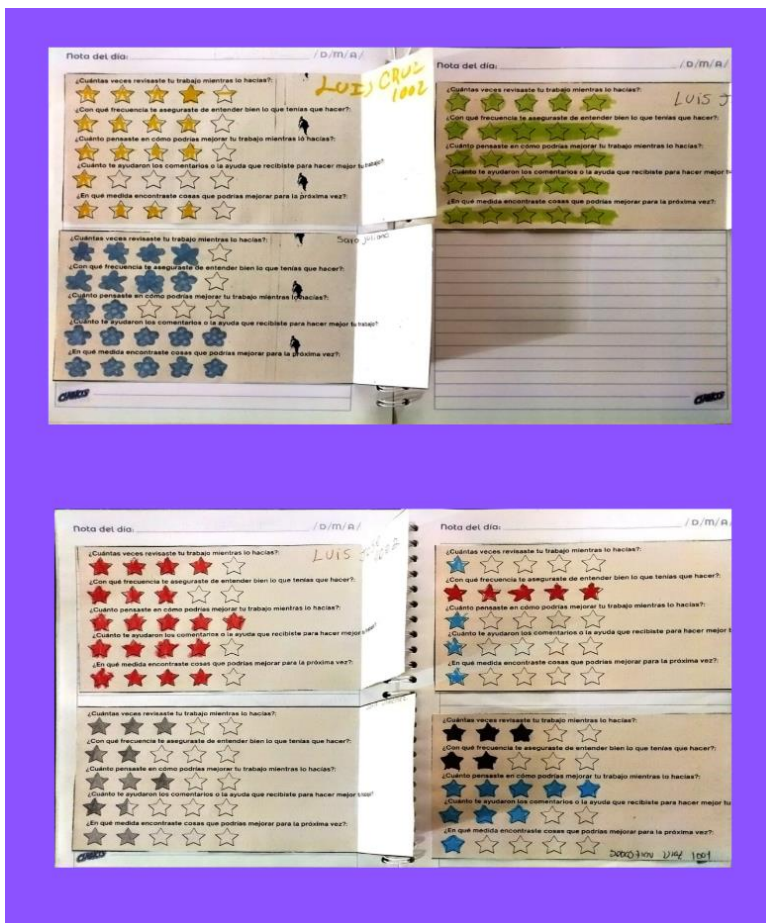 Nota del día: /D/M/A/
¿Cuántas veces revisaste tu trabajo mientras lo hacías?:
LUIS CRUZ
1002
¿Con qué frecuencia te aseguraste de entender bien lo que tenías que hacer?:
¿Cuánto pensaste en cómo podrías mejorar tu trabajo mientras lo hacías?:
¿Cuánto te ayudaron los comentarios o la ayuda que recibiste para hacer mejor tu trabajo?:
¿En qué medida encontraste cosas que podrías mejorar para la próxima vez?:
¿Cuántas veces revisaste tu trabajo mientras lo hacías?:
¿Con qué frecuencia te aseguraste de entender bien lo que tenías que hacer?:
¿Cuánto pensaste en cómo podrías mejorar tu trabajo mientras lo hacías?:
¿Cuánto te ayudaron los comentarios o la ayuda que recibiste para hacer mejor tu trabajo?:
¿En qué medida encontraste cosas que podrías mejorar para la próxima vez?:
Nota del día: /D/M/A/
¿Cuántas veces revisaste tu trabajo mientras lo hacías?:
LUIS J
¿Con qué frecuencia te aseguraste de entender bien lo que tenías que hacer?:
¿Cuánto pensaste en cómo podrías mejorar tu trabajo mientras lo hacías?:
¿Cuánto te ayudaron los comentarios o la ayuda que recibiste para hacer mejor
¿En qué medida encontraste cosas que podrías mejorar para la próxima vez?:
Nota del día: /D/M/A/
¿Cuántas veces revisaste tu trabajo mientras lo hacías?:
LUIS
1002
¿Con qué frecuencia te aseguraste de entender bien lo que tenías que hacer?:
¿Cuánto pensaste en cómo podrías mejorar tu trabajo mientras lo hacías?:
¿Cuánto te ayudaron los comentarios o la ayuda que recibiste para hacer mejor
¿En qué medida encontraste cosas que podrías mejorar para la próxima vez?:
¿Cuántas veces revisaste tu trabajo mientras lo hacías?:
¿Con qué frecuencia te aseguraste de entender bien lo que tenías que hacer?:
¿Cuánto pensaste en cómo podrías mejorar tu trabajo mientras lo hacías?:
¿Cuánto te ayudaron los comentarios o la ayuda que recibiste para hacer mejor
¿En qué medida encontraste cosas que podrías mejorar para la próxima vez?:
Nota del día: /D/M/A/
¿Cuántas veces revisaste tu trabajo mientras lo hacías?:
¿Con qué frecuencia te aseguraste de entender bien lo que tenías que hacer?:
¿Cuánto pensaste en cómo podrías mejorar tu trabajo mientras lo hacías?:
¿Cuánto te ayudaron los comentarios o la ayuda que recibiste para hacer mejor
¿En qué medida encontraste cosas que podrías mejorar para la próxima vez?:
¿Cuántas veces revisaste tu trabajo mientras lo hacías?:
¿Con qué frecuencia te aseguraste de entender bien lo que tenías que hacer?:
¿Cuánto pensaste en cómo podrías mejorar tu trabajo mientras lo hacías?:
¿Cuánto te ayudaron los comentarios o la ayuda que recibiste para hacer mejor tu
¿En qué medida encontraste cosas que podrías mejorar para la próxima vez?:
1001